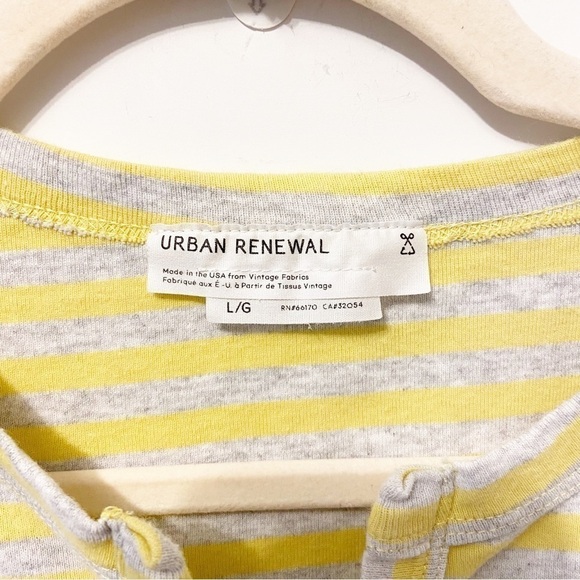 URBAN RENEWAL
Made in the USA from Vintage Fabrics
Fabriqué aux É.-U. à Partir de Tissus Vintage
L/G RN#66170 CA#32054